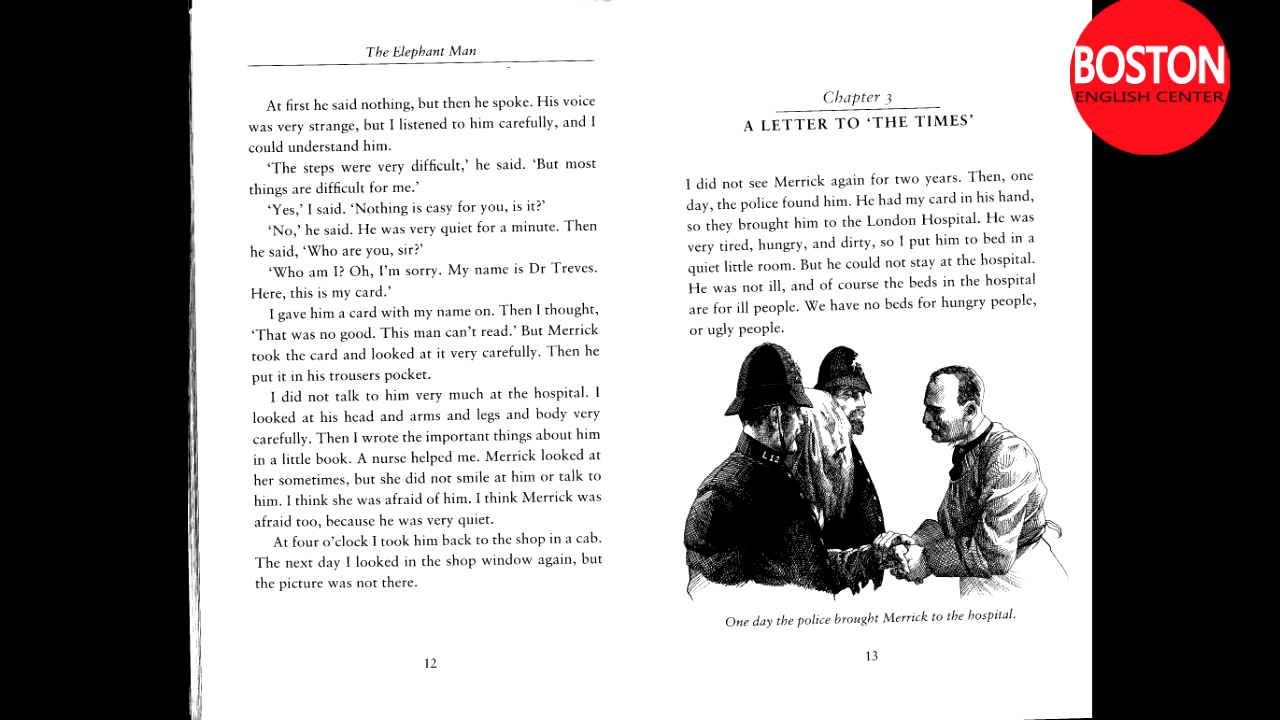 The Elephant Man
At first he said nothing, but then he spoke. His voice
was very strange, but I listened to him carefully, and I
could understand him.
‘The steps were very difficult,’ he said. ‘But most
things are difficult for me.’
‘Yes,’ I said. ‘Nothing is easy for you, is it?’
‘No,’ he said. He was very quiet for a minute. Then
he said, ‘Who are you, sir?’
‘Who am I? Oh, I’m sorry. My name is Dr Treves.
Here, this is my card.’
I gave him a card with my name on. Then I thought,
‘That was no good. This man can’t read.’ But Merrick
took the card and looked at it very carefully. Then he
put it in his trousers pocket.
I did not talk to him very much at the hospital. I
looked at his head and arms and legs and body very
carefully. Then I wrote the important things about him
in a little book. A nurse helped me. Merrick looked at
her sometimes, but she did not smile at him or talk to
him. I think she was afraid of him. I think Merrick was
afraid too, because he was very quiet.
At four o’clock I took him back to the shop in a cab.
The next day I looked in the shop window again, but
the picture was not there.
12
Chapter 3
A LETTER TO ‘THE TIMES’
I did not see Merrick again for two years. Then, one
day, the police found him. He had my card in his hand,
so they brought him to the London Hospital. He was
very tired, hungry, and dirty, so I put him to bed in a
quiet little room. But he could not stay at the hospital.
He was not ill, and of course the beds in the hospital
are for ill people. We have no beds for hungry people,
or ugly people.
L12
One day the police brought Merrick to the hospital.
13
BOSTON
ENGLISH CENTER